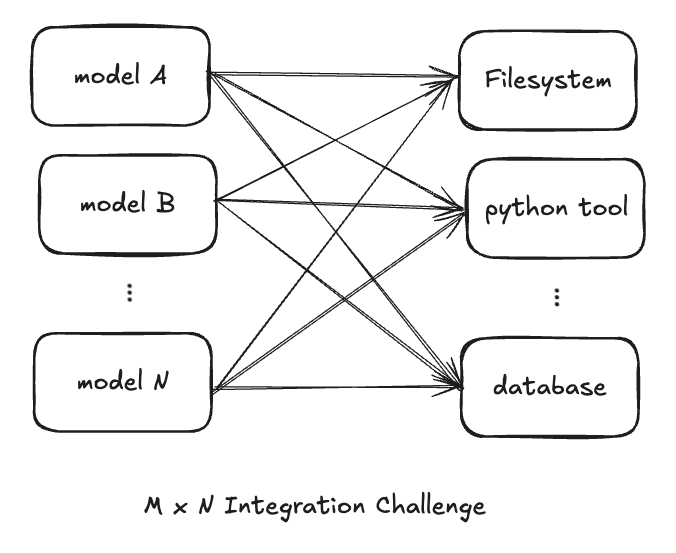 model A
Filesystem
model B
python tool
⋮
⋮
model N
database
M x N Integration Challenge